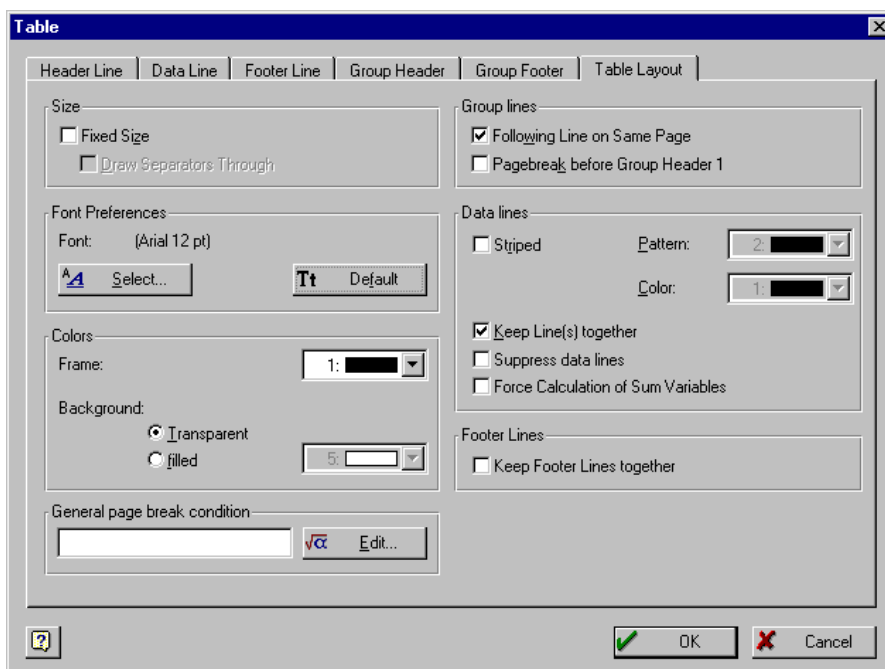 Table
Header Line Data Line Footer Line Group Header Group Footer Table Layout
Size
Fixed Size
Draw Separators Through
Font Preferences
Font: (Arial 12 pt)
AA Select... Tt Default
Colors
Frame: 1:
Background:
Transparent
filled 5:
General page break condition
√α Edit...
Group lines
Following Line on Same Page
Pagebreak before Group Header 1
Data lines
Striped Pattern: 2:
Color: 1:
Keep Line(s) together
Suppress data lines
Force Calculation of Sum Variables
Footer Lines
Keep Footer Lines together
? OK Cancel